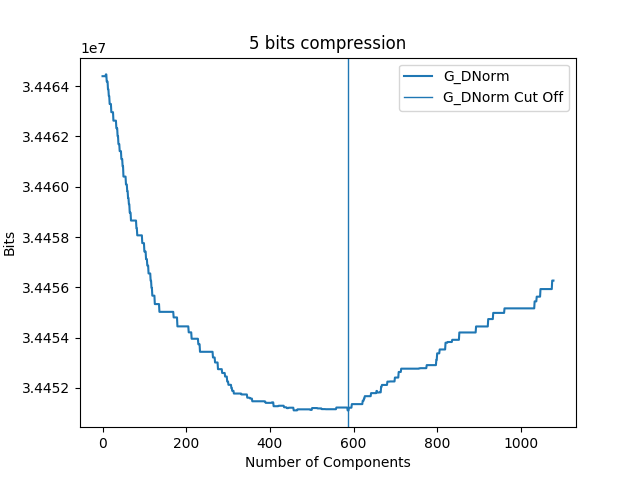 5 bits compression
1e7
G_DNorm
G_DNorm Cut Off
3.4464
3.4462
3.4460
3.4458
3.4456
3.4454
3.4452
Bits
0 200 400 600 800 1000
Number of Components